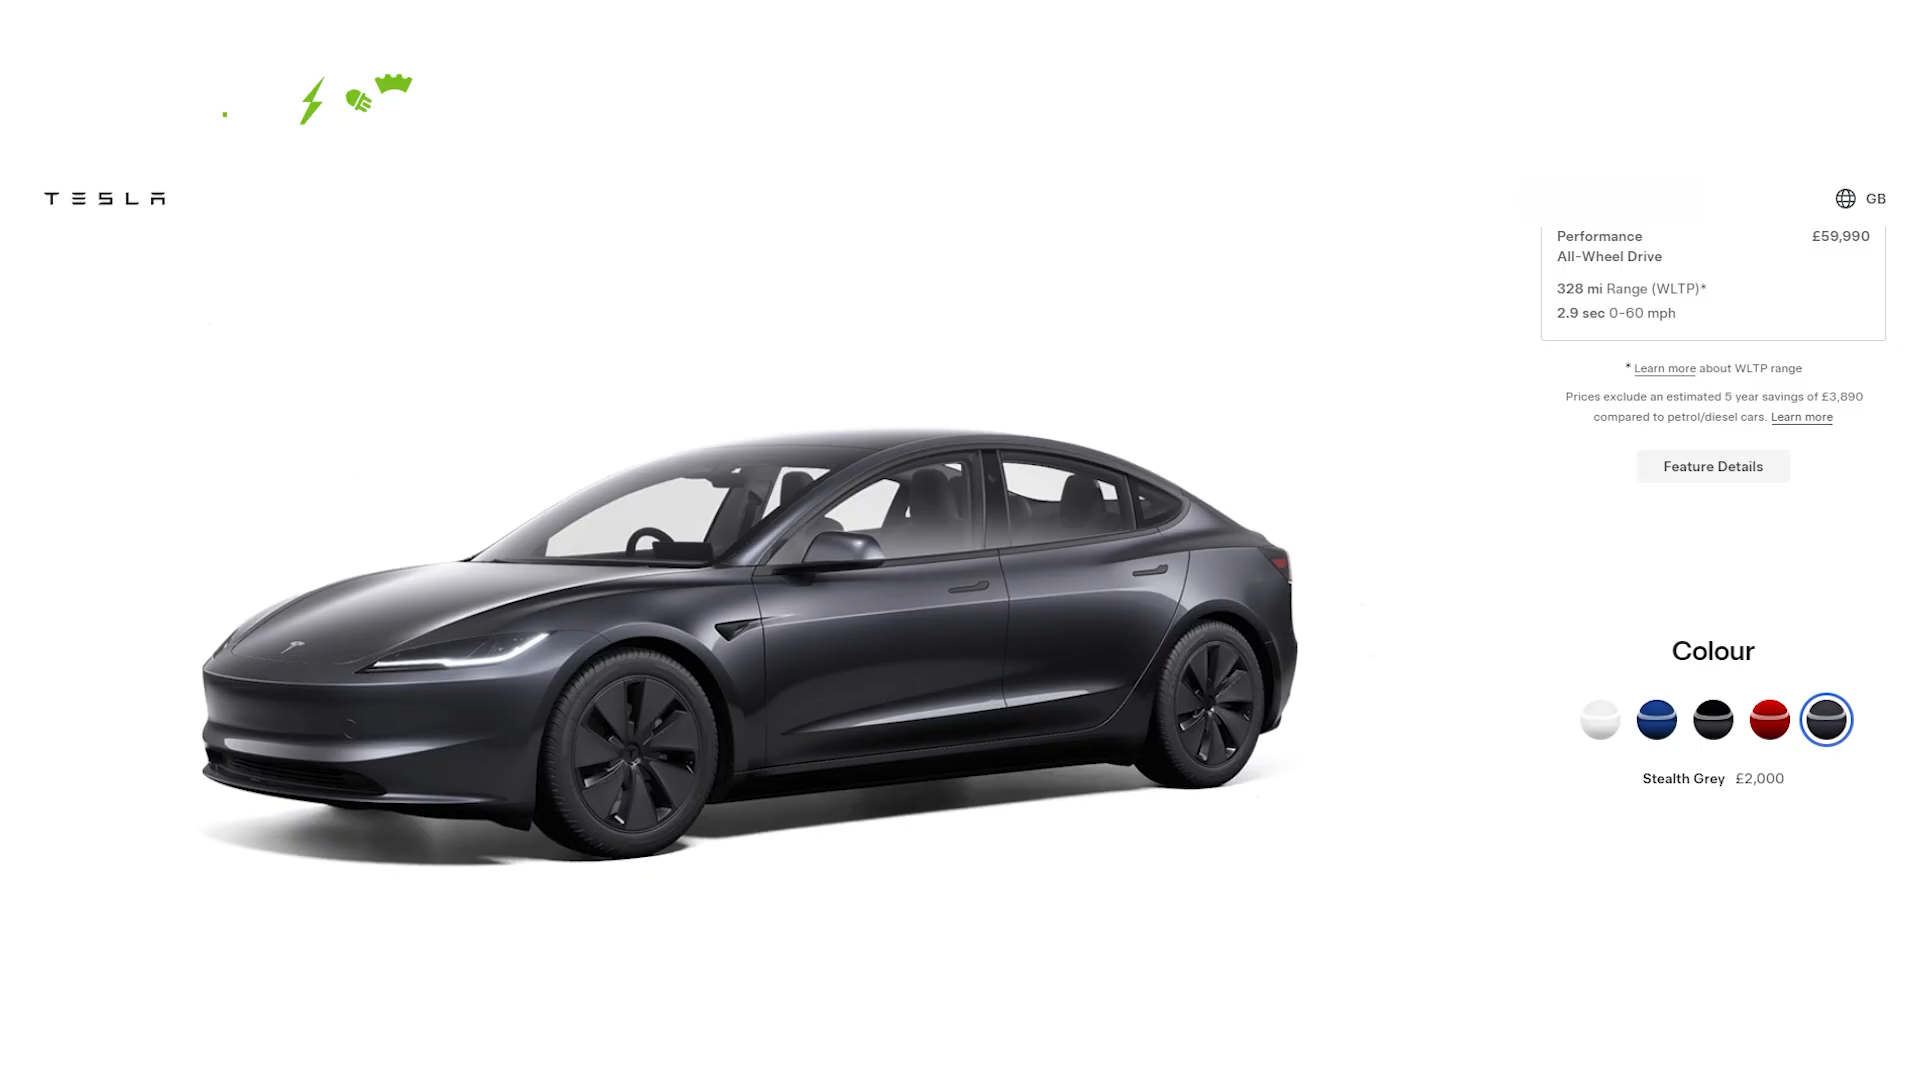 TESLA
GB
Performance £59,990
All-Wheel Drive
328 mi Range (WLTP)*
2.9 sec 0-60 mph
* Learn more about WLTP range
Prices exclude an estimated 5 year savings of £3,890
compared to petrol/diesel cars. Learn more
Feature Details
Colour
Stealth Grey £2,000